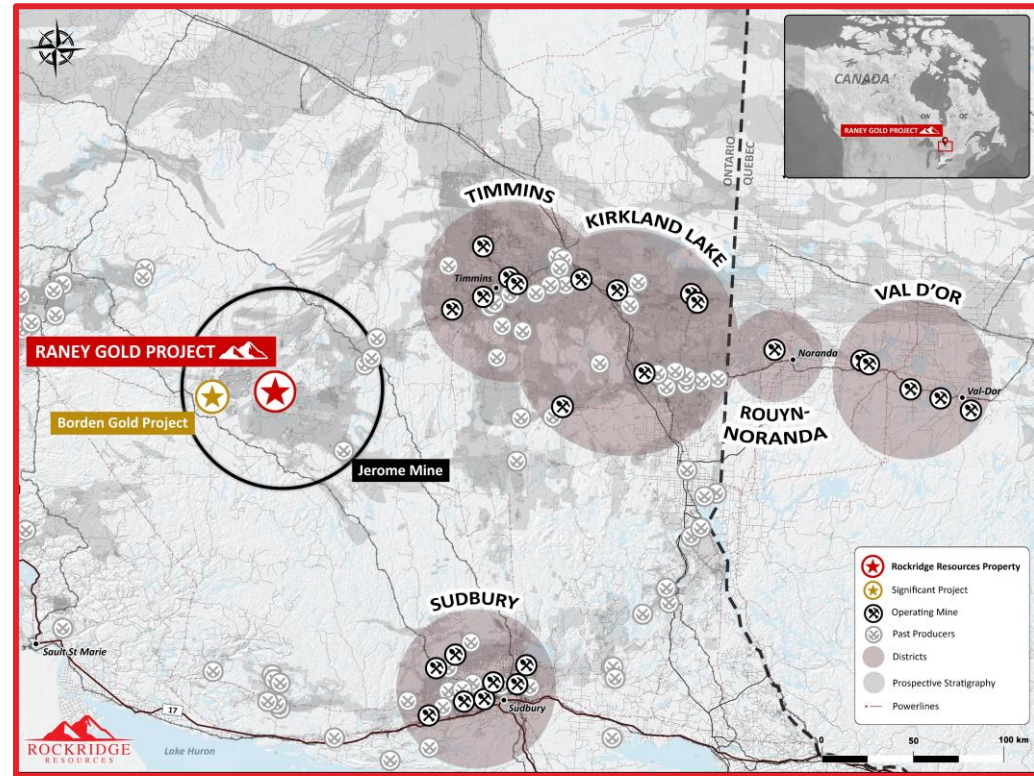 CANADA
ON
QC
RANEY GOLD PROJECT
ONTARIO
QUEBEC
TIMMINS
KIRKLAND LAKE
Timmins
VAL D'OR
RANEY GOLD PROJECT
Noranda
Borden Gold Project
Val-Dor
ROUYN-
NORANDA
Jerome Mine
SUDBURY
Sault St Marie
Sudbury
17
Lake Huron
ROCKRIDGE
RESOURCES
Rockridge Resources Property
Significant Project
Operating Mine
Past Producers
Districts
Prospective Stratigraphy
Powerlines
0 50 100 km